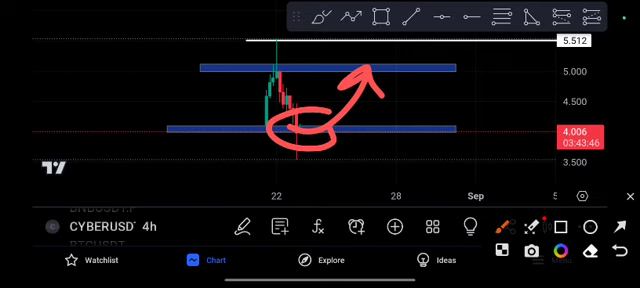 5.512
5.000
4.500
4.006
03:43:46
3.500
22
28
Sep
5
CYBERUSDT 4h
BTCUSDT
Watchlist
Chart
Explore
Ideas